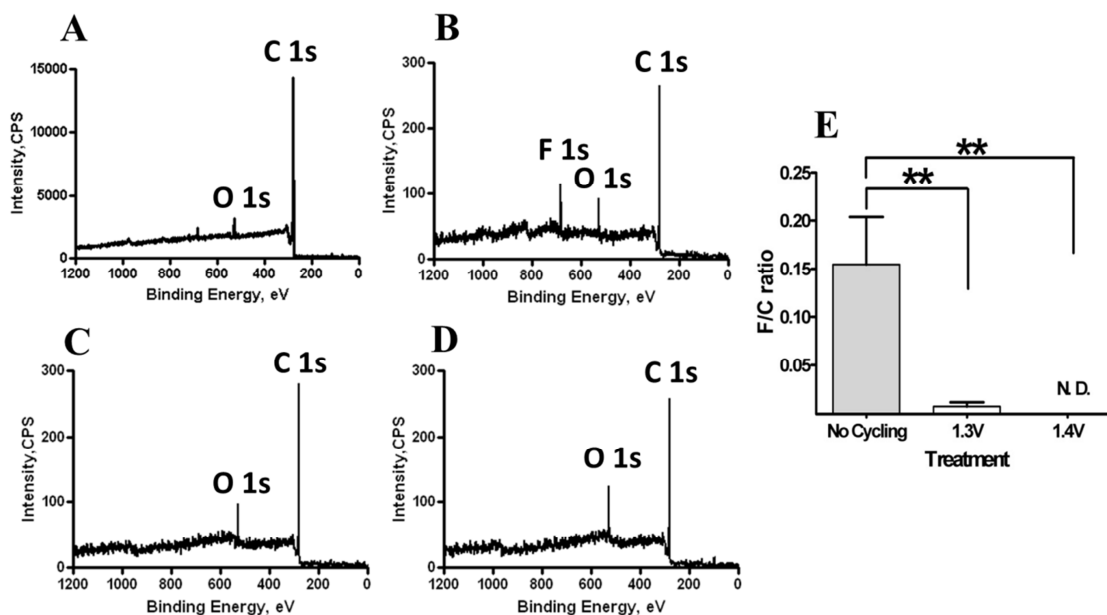 A
C 1s
O 1s
15000
10000
5000
0
Intensity,CPS
1200 1000 800 600 400 200 0
Binding Energy, eV
B
C 1s
F 1s
O 1s
300
200
100
0
Intensity,CPS
1200 1000 800 600 400 200 0
Binding Energy, eV
C
C 1s
O 1s
300
200
100
0
Intensity,CPS
1200 1000 800 600 400 200 0
Binding Energy, eV
D
C 1s
O 1s
300
200
100
0
Intensity,CPS
1200 1000 800 600 400 200 0
Binding Energy, eV
E
**
**
0.25
0.20
0.15
0.10
0.05
F/C ratio
N.D.
No Cycling 1.3V 1.4V
Treatment